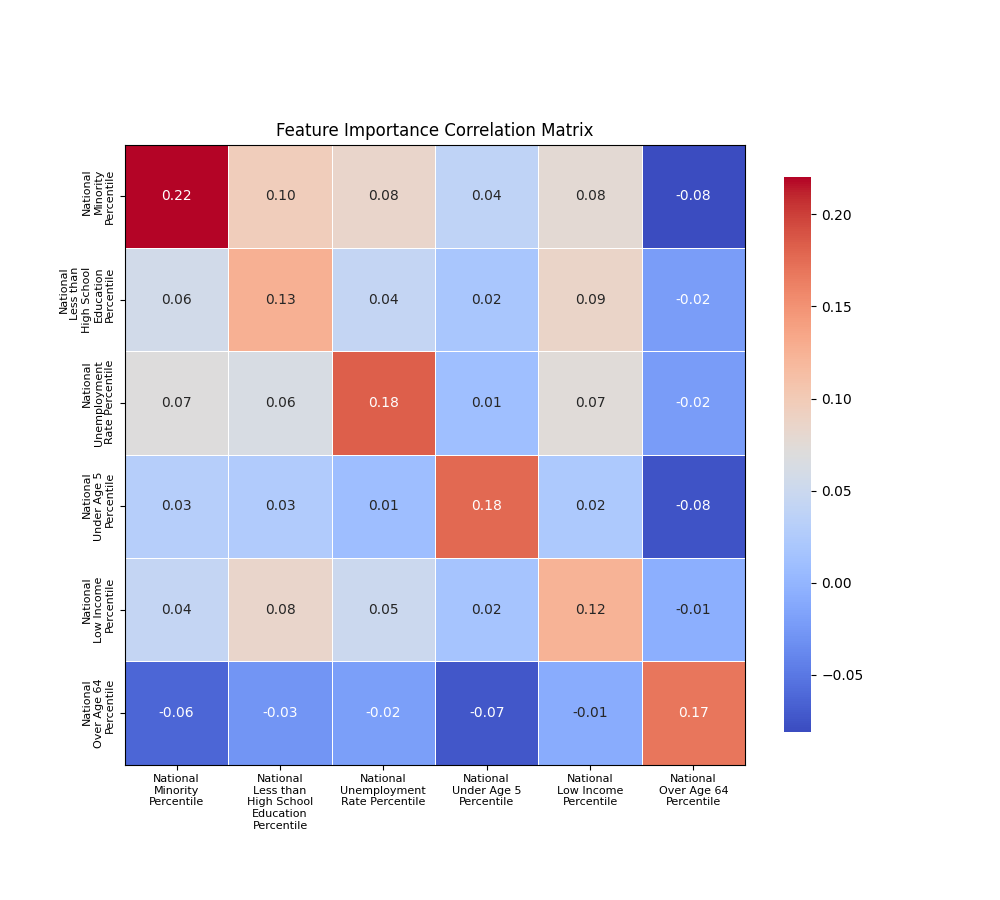 Feature Importance Correlation Matrix
National
Minority
Percentile
0.22
0.10
0.08
0.04
0.08
-0.08
0.20
National
Less than
High School
Education
Percentile
0.06
0.13
0.04
0.02
0.09
-0.02
0.15
National
Unemployment
Rate Percentile
0.07
0.06
0.18
0.01
0.07
-0.02
0.10
National
Under Age 5
Percentile
0.03
0.03
0.01
0.18
0.02
-0.08
0.05
National
Low Income
Percentile
0.04
0.08
0.05
0.02
0.12
-0.01
0.00
National
Over Age 64
Percentile
-0.06
-0.03
-0.02
-0.07
-0.01
0.17
−0.05
National
Minority
Percentile
National
Less than
High School
Education
Percentile
National
Unemployment
Rate Percentile
National
Under Age 5
Percentile
National
Low Income
Percentile
National
Over Age 64
Percentile